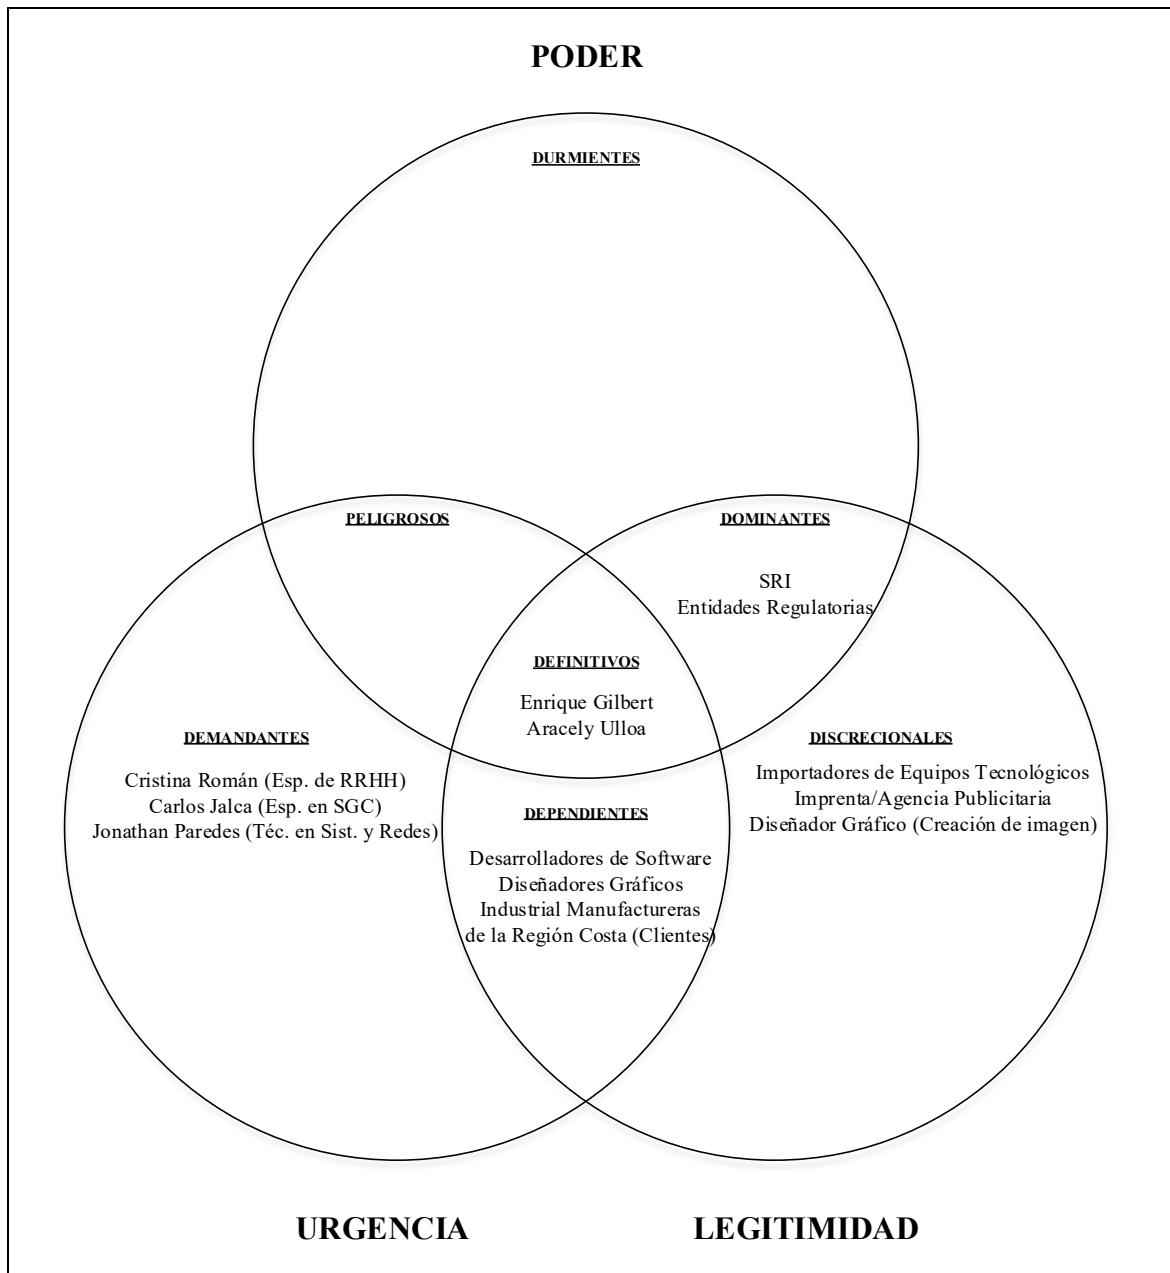 PODER
DURMIENTES
PELIGROSOS
DOMINANTES
SRI
Entidades Regulatorias
DEFINITIVOS
Enrique Gilbert
Aracely Ulloa
DEMANDANTES
Cristina Román (Esp. de RRHH)
Carlos Jalca (Esp. en SGC)
Jonathan Paredes (Téc. en Sist. y Redes)
DISCRECIONALES
Importadores de Equipos Tecnológicos
Imprenta/Agencia Publicitaria
Diseñador Gráfico (Creación de imagen)
DEPENDIENTES
Desarrolladores de Software
Diseñadores Gráficos
Industrial Manufactureras
de la Región Costa (Clientes)
URGENCIA
LEGITIMIDAD